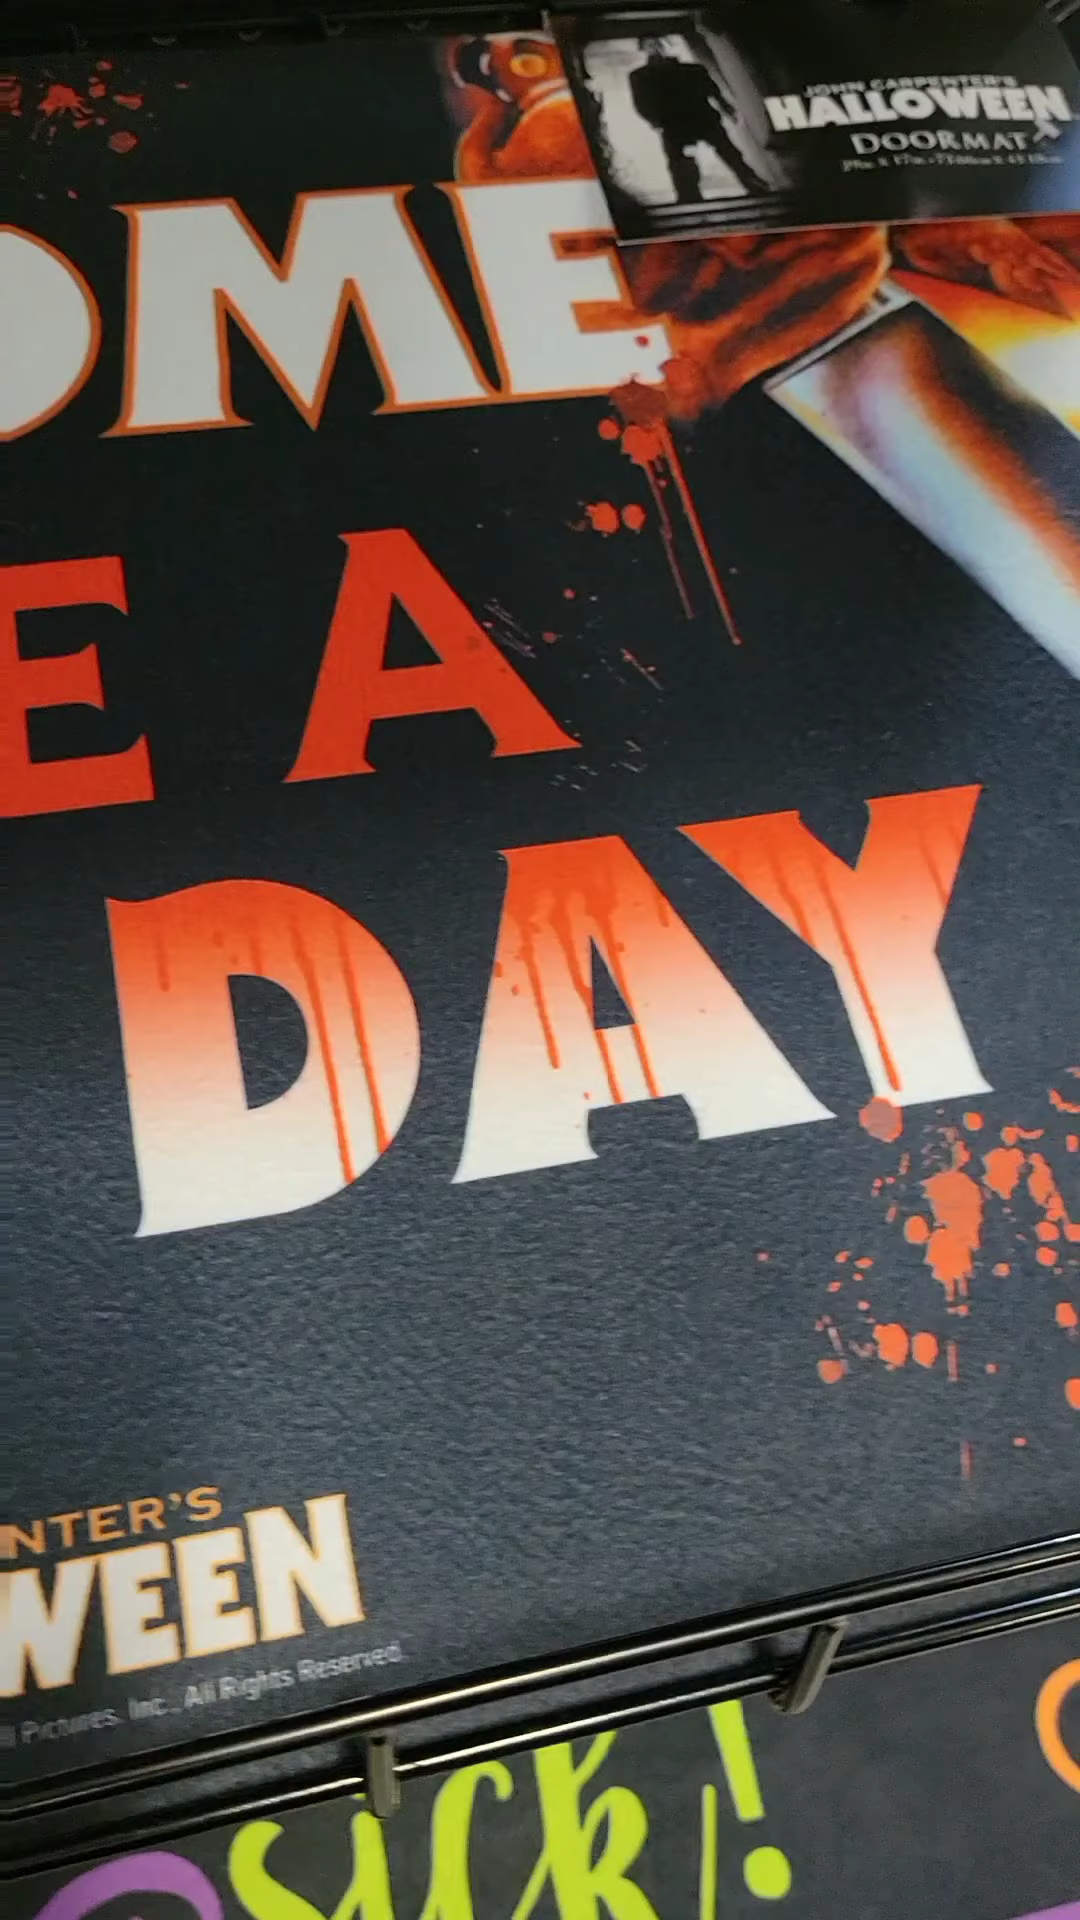 JOHN CARPENTER'S
HALLOWEEN
DOORMAT
OME
E A
DAY
NTER'S
WEEN
Pictures, Inc., All Rights Reserved.
sick!